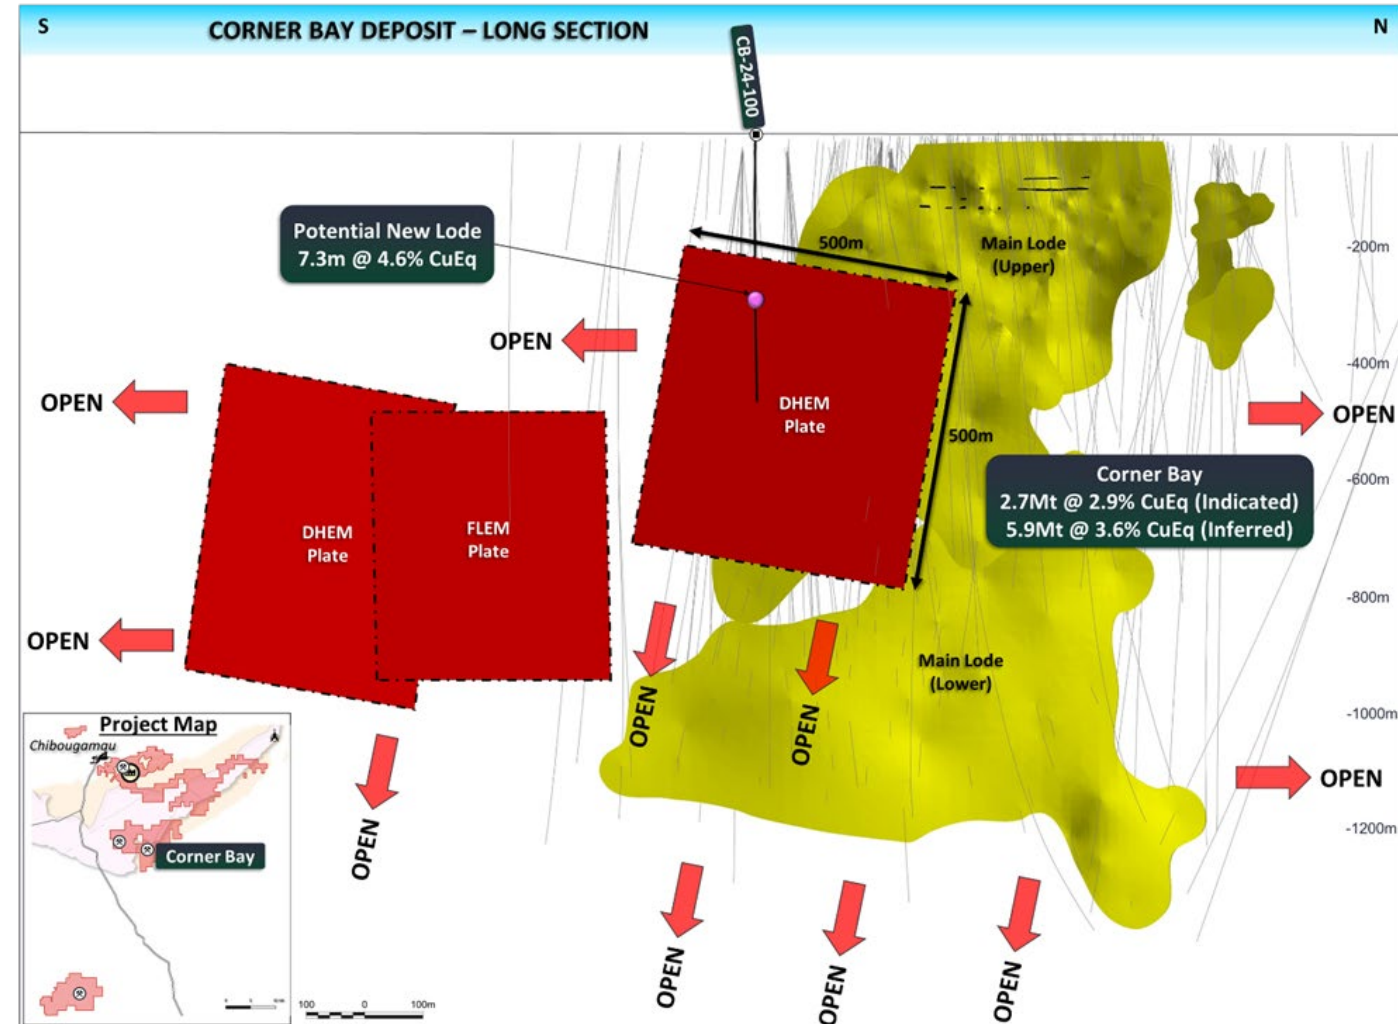 S
CORNER BAY DEPOSIT – LONG SECTION
N
CB-24-100
Potential New Lode
7.3m @ 4.6% CuEq
500m
Main Lode
(Upper)
-200m
OPEN
-400m
OPEN
DHEM
Plate
500m
OPEN
Corner Bay
2.7Mt @ 2.9% CuEq (Indicated)
5.9Mt @ 3.6% CuEq (Inferred)
-600m
DHEM
Plate
FLEM
Plate
-800m
OPEN
Main Lode
(Lower)
OPEN
OPEN
-1000m
OPEN
-1200m
OPEN
OPEN
OPEN
OPEN
Project Map
Chibougamau
Corner Bay
100
0
100m